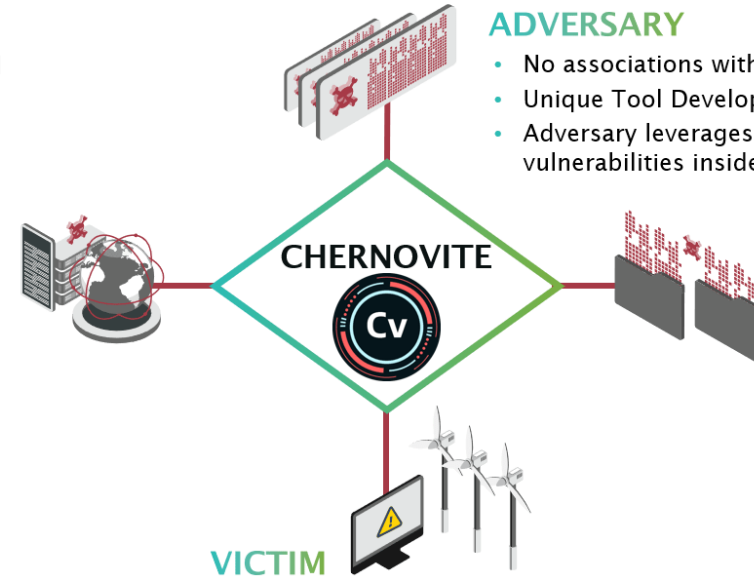 ADVERSARY
No associations with
Unique Tool Develop
Adversary leverages
vulnerabilities inside
CHERNOVITE
Cv
VICTIM